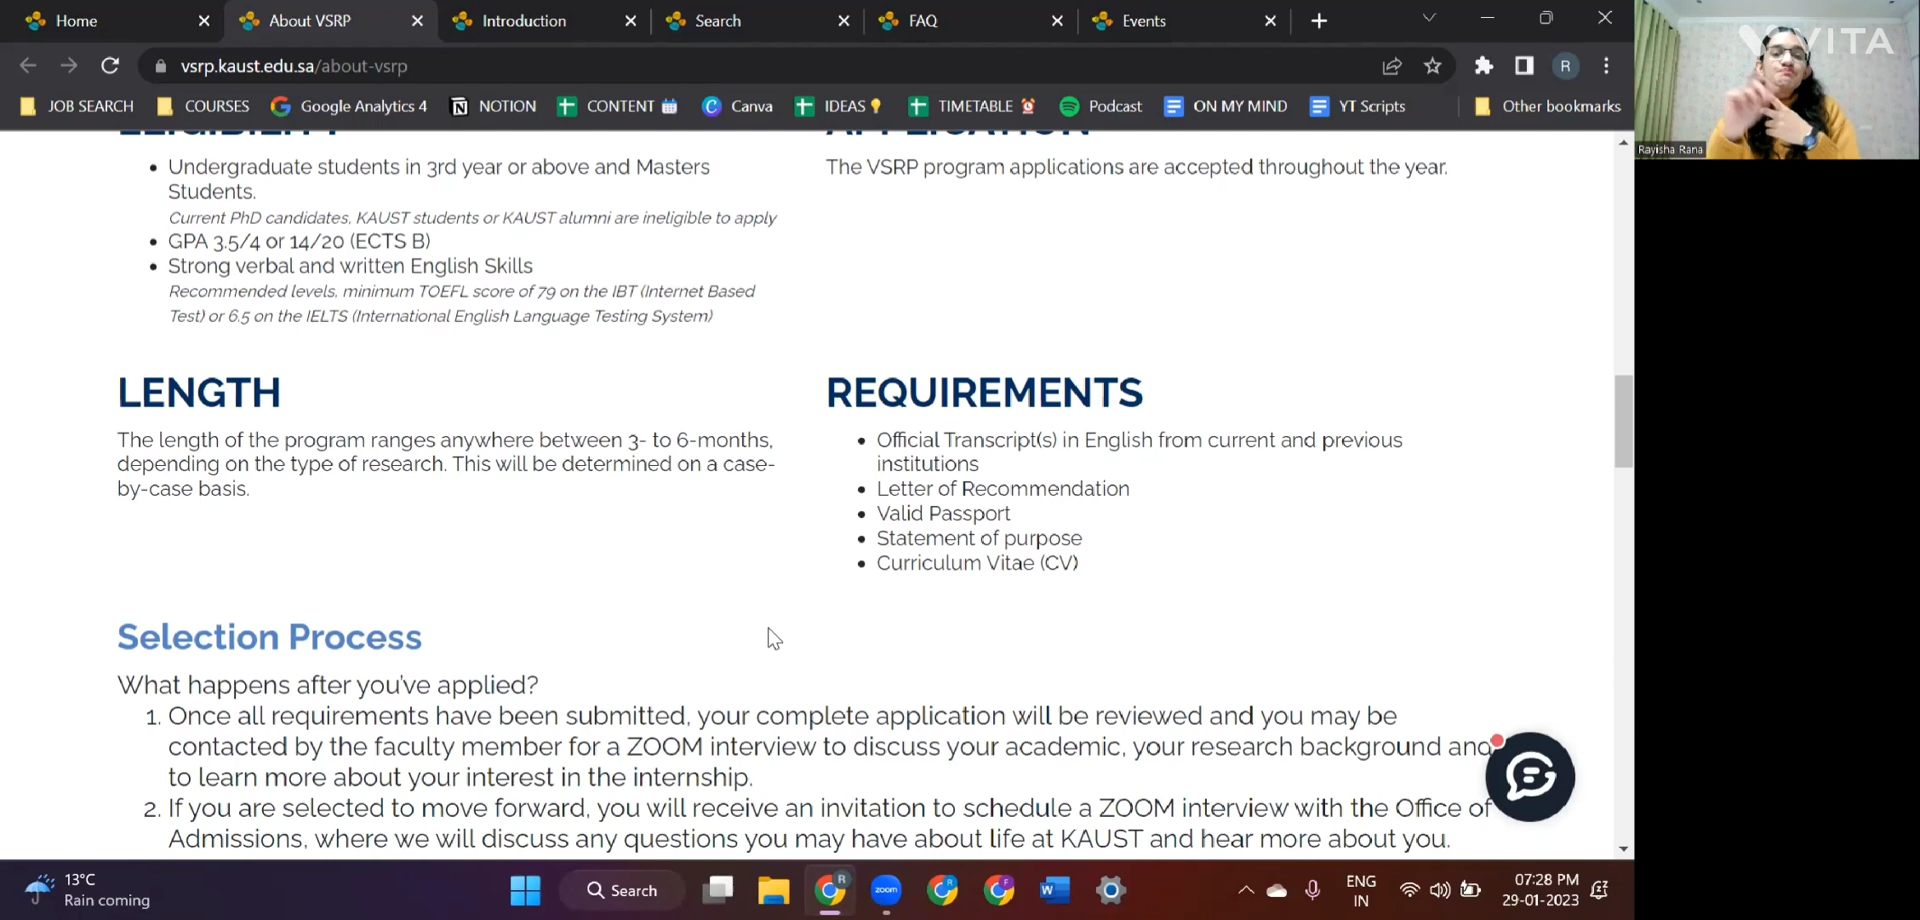 Home
About VSRP
Introduction
Search
FAQ
Events
vsrp.kaust.edu.sa/about-vsrp
R
JOB SEARCH
COURSES
Google Analytics 4
NOTION
CONTENT
Canva
IDEAS
TIMETABLE
Podcast
ON MY MIND
YT Scripts
Other bookmarks
VITA
Rayisha Rana
ELIGIBILITY
Undergraduate students in 3rd year or above and Masters
Students.
Current PhD candidates, KAUST students or KAUST alumni are ineligible to apply
GPA 3.5/4 or 14/20 (ECTS B)
Strong verbal and written English Skills
Recommended levels, minimum TOEFL score of 79 on the IBT (Internet Based
Test) or 6.5 on the IELTS (International English Language Testing System)
APPLICATION
The VSRP program applications are accepted throughout the year.
LENGTH
The length of the program ranges anywhere between 3- to 6-months,
depending on the type of research. This will be determined on a case-
by-case basis.
REQUIREMENTS
Official Transcript(s) in English from current and previous
institutions
Letter of Recommendation
Valid Passport
Statement of purpose
Curriculum Vitae (CV)
Selection Process
What happens after you've applied?
1. Once all requirements have been submitted, your complete application will be reviewed and you may be
contacted by the faculty member for a ZOOM interview to discuss your academic, your research background and
to learn more about your interest in the internship.
2. If you are selected to move forward, you will receive an invitation to schedule a ZOOM interview with the Office of
Admissions, where we will discuss any questions you may have about life at KAUST and hear more about you.
13°C
Rain coming
Search
R
zoom
R
F
W
ENG
IN
07:28 PM
29-01-2023